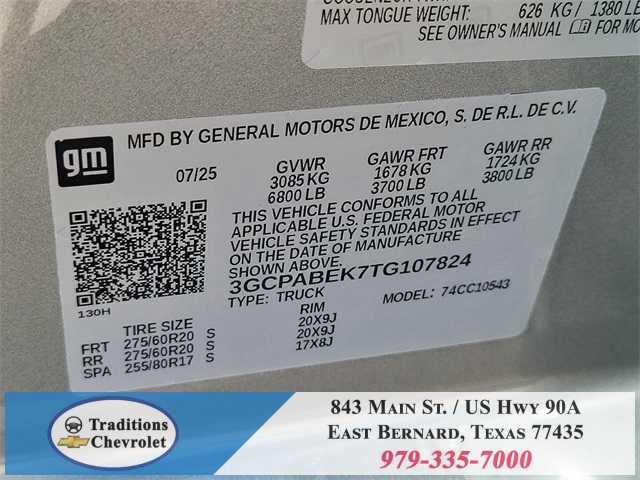 MAX TONGUE WEIGHT: 626 KG / 1380 LB
SEE OWNER'S MANUAL FOR MO
gm
MFD BY GENERAL MOTORS DE MEXICO, S. DE R.L. DE C.V.
07/25 GVWR GAWR FRT GAWR RR
3085 KG 1678 KG 1724 KG
6800 LB 3700 LB 3800 LB
THIS VEHICLE CONFORMS TO ALL
APPLICABLE U.S. FEDERAL MOTOR
VEHICLE SAFETY STANDARDS IN EFFECT
ON THE DATE OF MANUFACTURE
SHOWN ABOVE.
3GCPABEK7TG107824
TYPE: TRUCK MODEL: 74CC10543
130H
TIRE SIZE RIM
FRT 275/60R20 S 20X9J
RR 275/60R20 S 20X9J
SPA 255/80R17 S 17X8J
Traditions
Chevrolet
843 MAIN ST. / US HWY 90A
EAST BERNARD, TEXAS 77435
979-335-7000